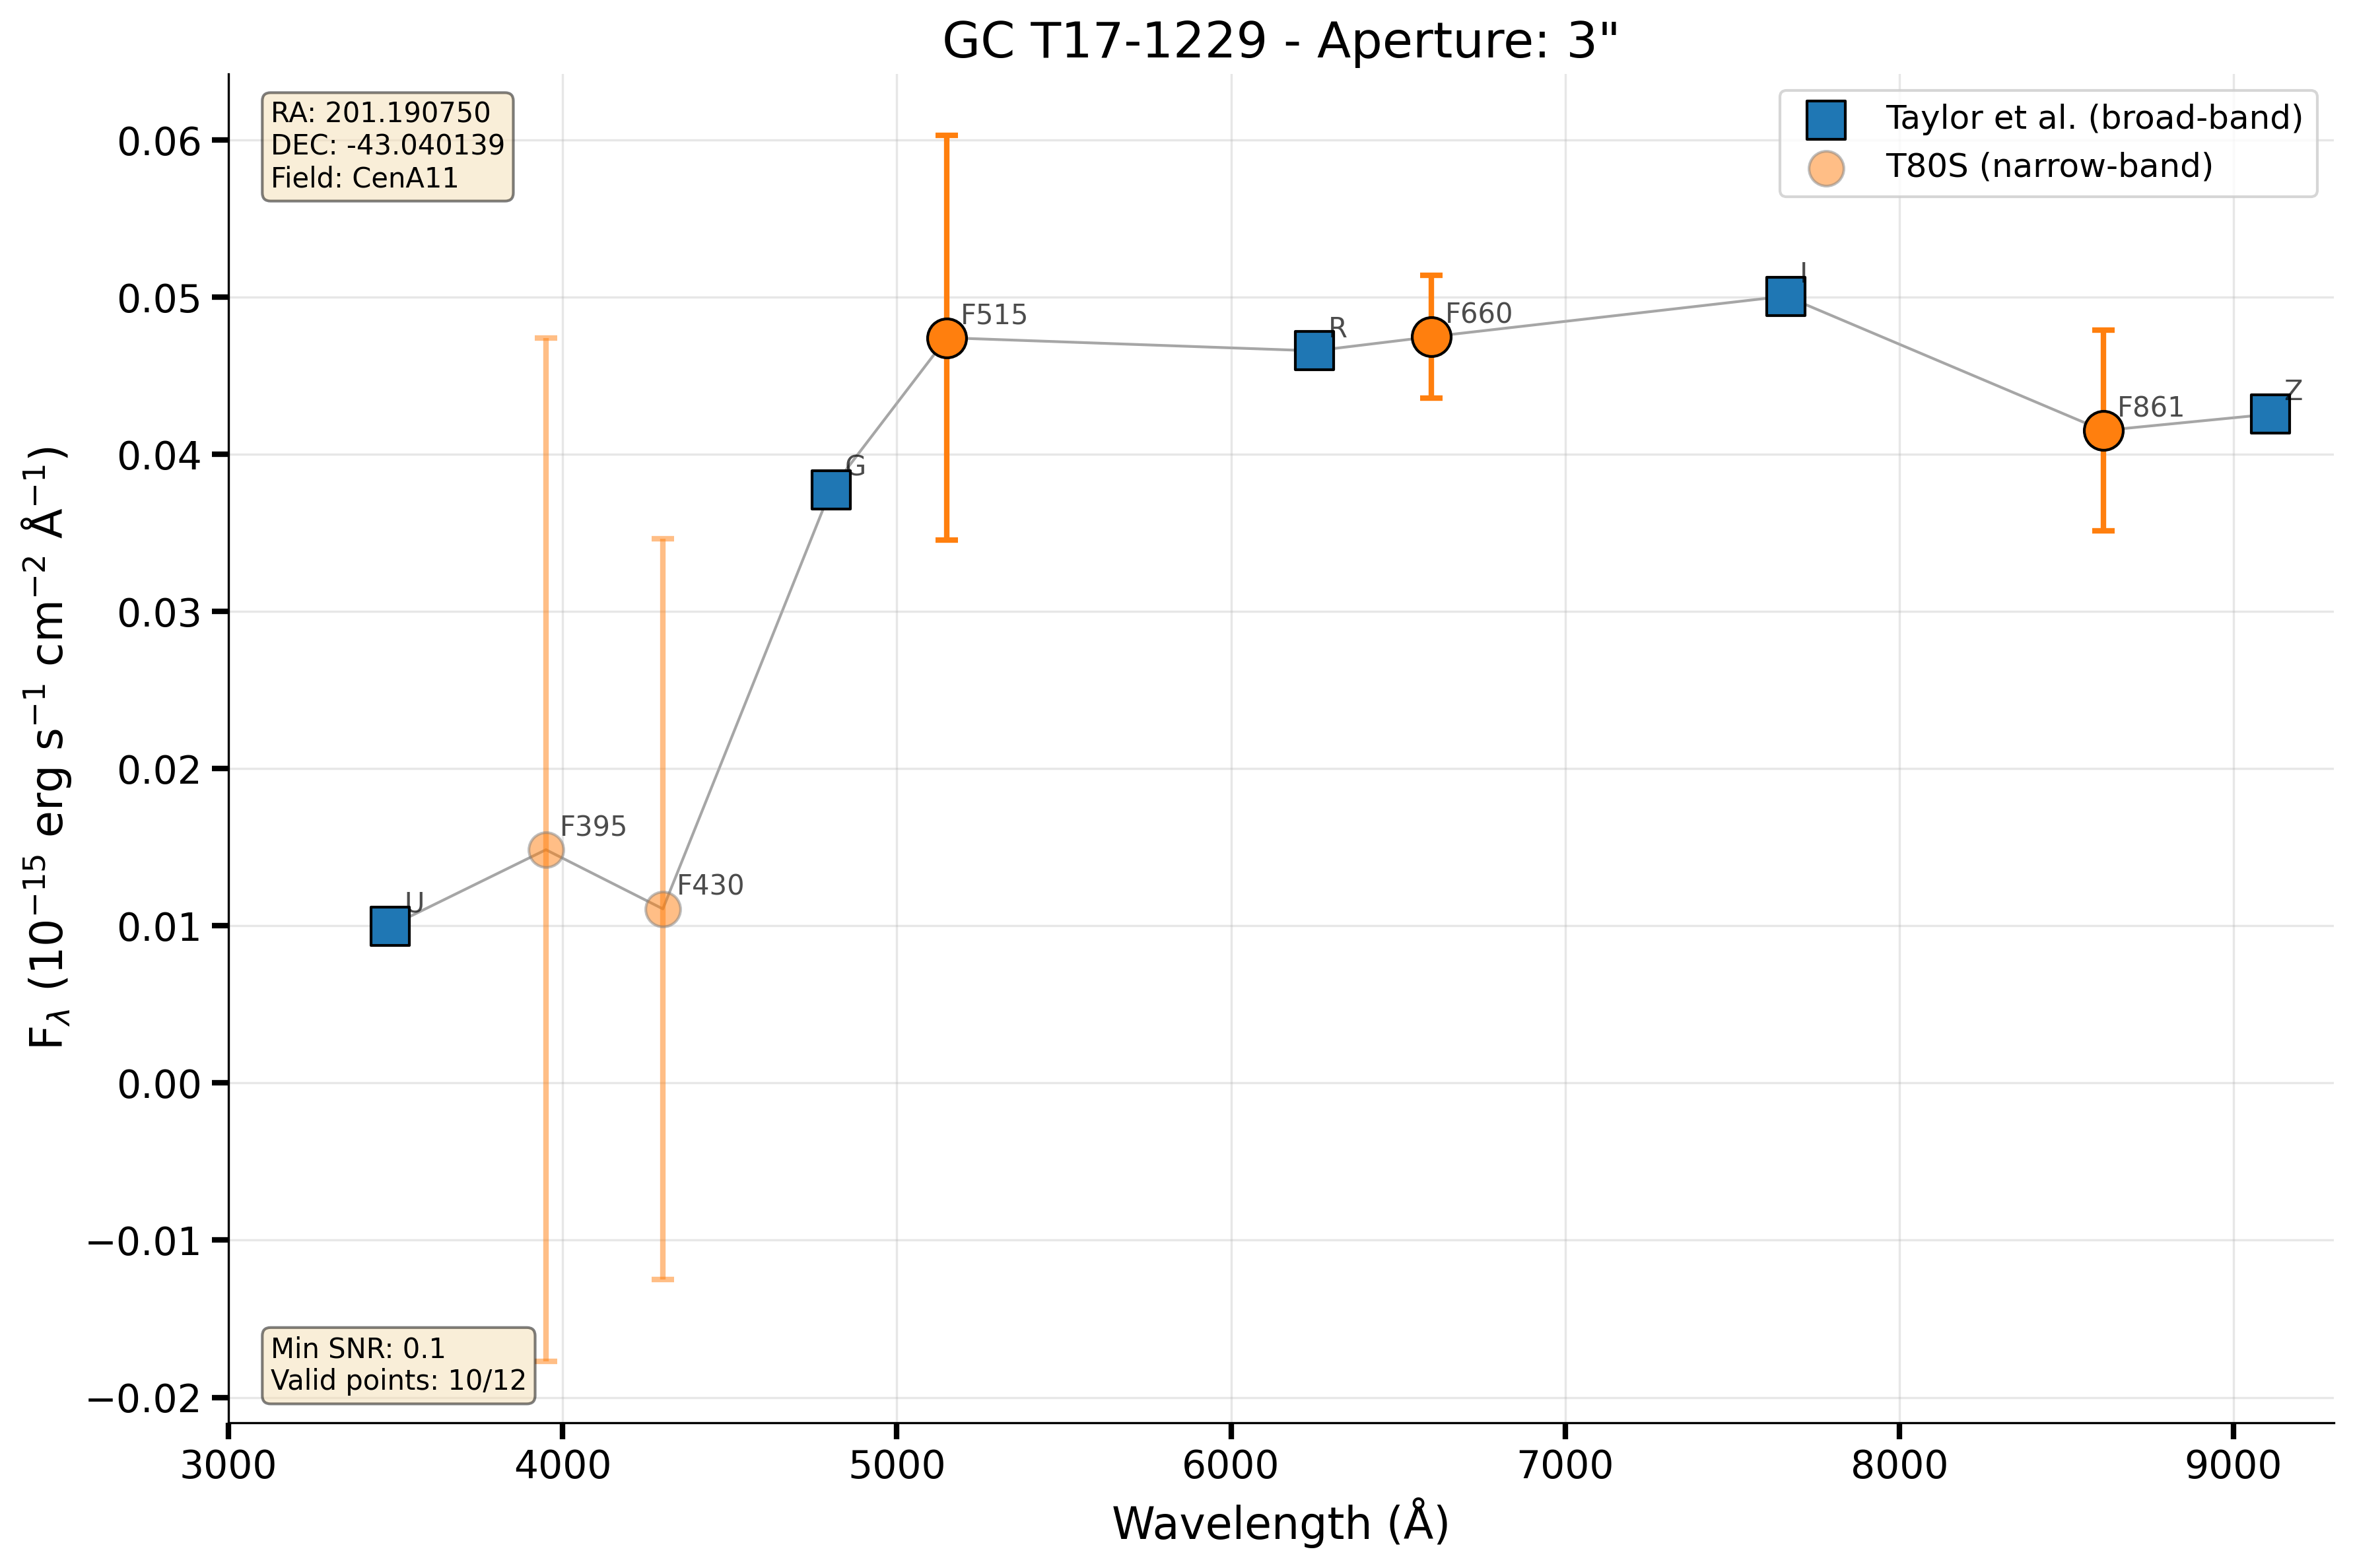 GC T17-1229 - Aperture: 3"
RA: 201.190750
DEC: -43.040139
Field: CenA11
Taylor et al. (broad-band)
T80S (narrow-band)
0.06
0.05
0.04
0.03
0.02
0.01
0.00
−0.01
−0.02
F_λ (10⁻¹⁵ erg s⁻¹ cm⁻² Å⁻¹)
U
F395
F430
G
F515
R
F660
I
F861
Z
Min SNR: 0.1
Valid points: 10/12
3000
4000
5000
6000
7000
8000
9000
Wavelength (Å)